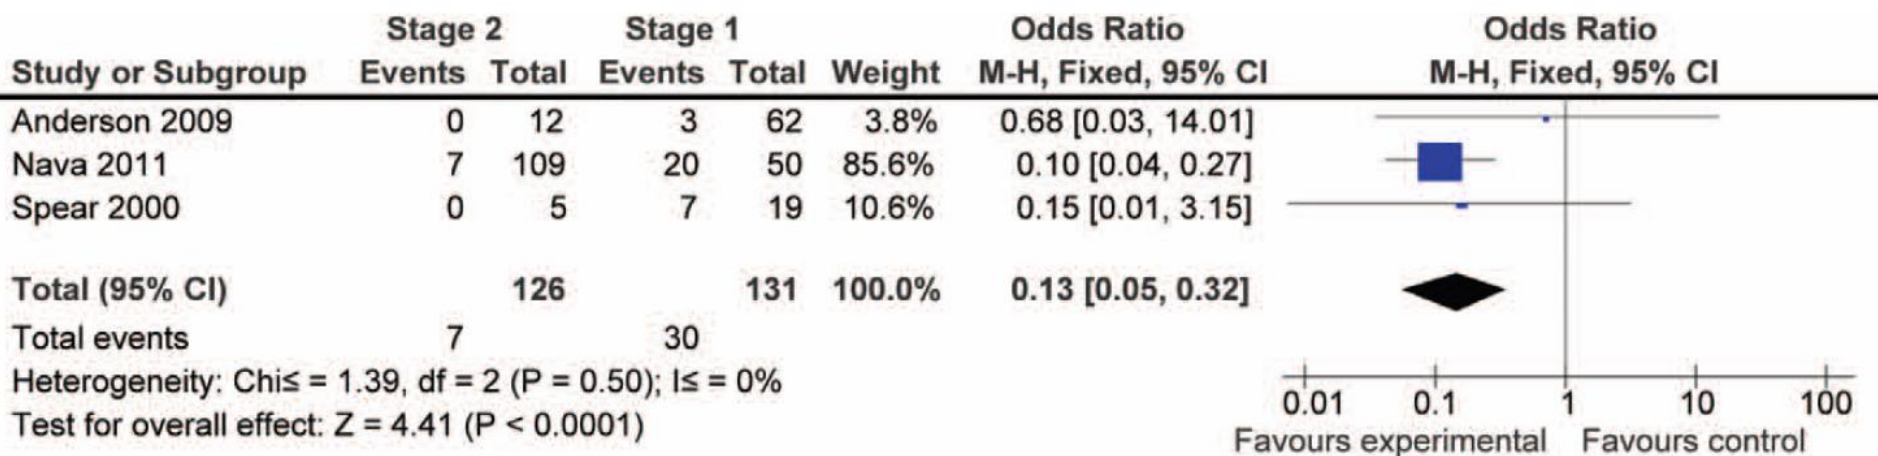 Stage 2 Stage 1 Odds Ratio Odds Ratio
Study or Subgroup Events Total Events Total Weight M-H, Fixed, 95% CI M-H, Fixed, 95% CI
Anderson 2009 0 12 3 62 3.8% 0.68 [0.03, 14.01]
Nava 2011 7 109 20 50 85.6% 0.10 [0.04, 0.27]
Spear 2000 0 5 7 19 10.6% 0.15 [0.01, 3.15]
Total (95% CI) 126 131 100.0% 0.13 [0.05, 0.32]
Total events 7 30
Heterogeneity: Chi≤ = 1.39, df = 2 (P = 0.50); I≤ = 0%
Test for overall effect: Z = 4.41 (P < 0.0001)
0.01 0.1 1 10 100
Favours experimental Favours control